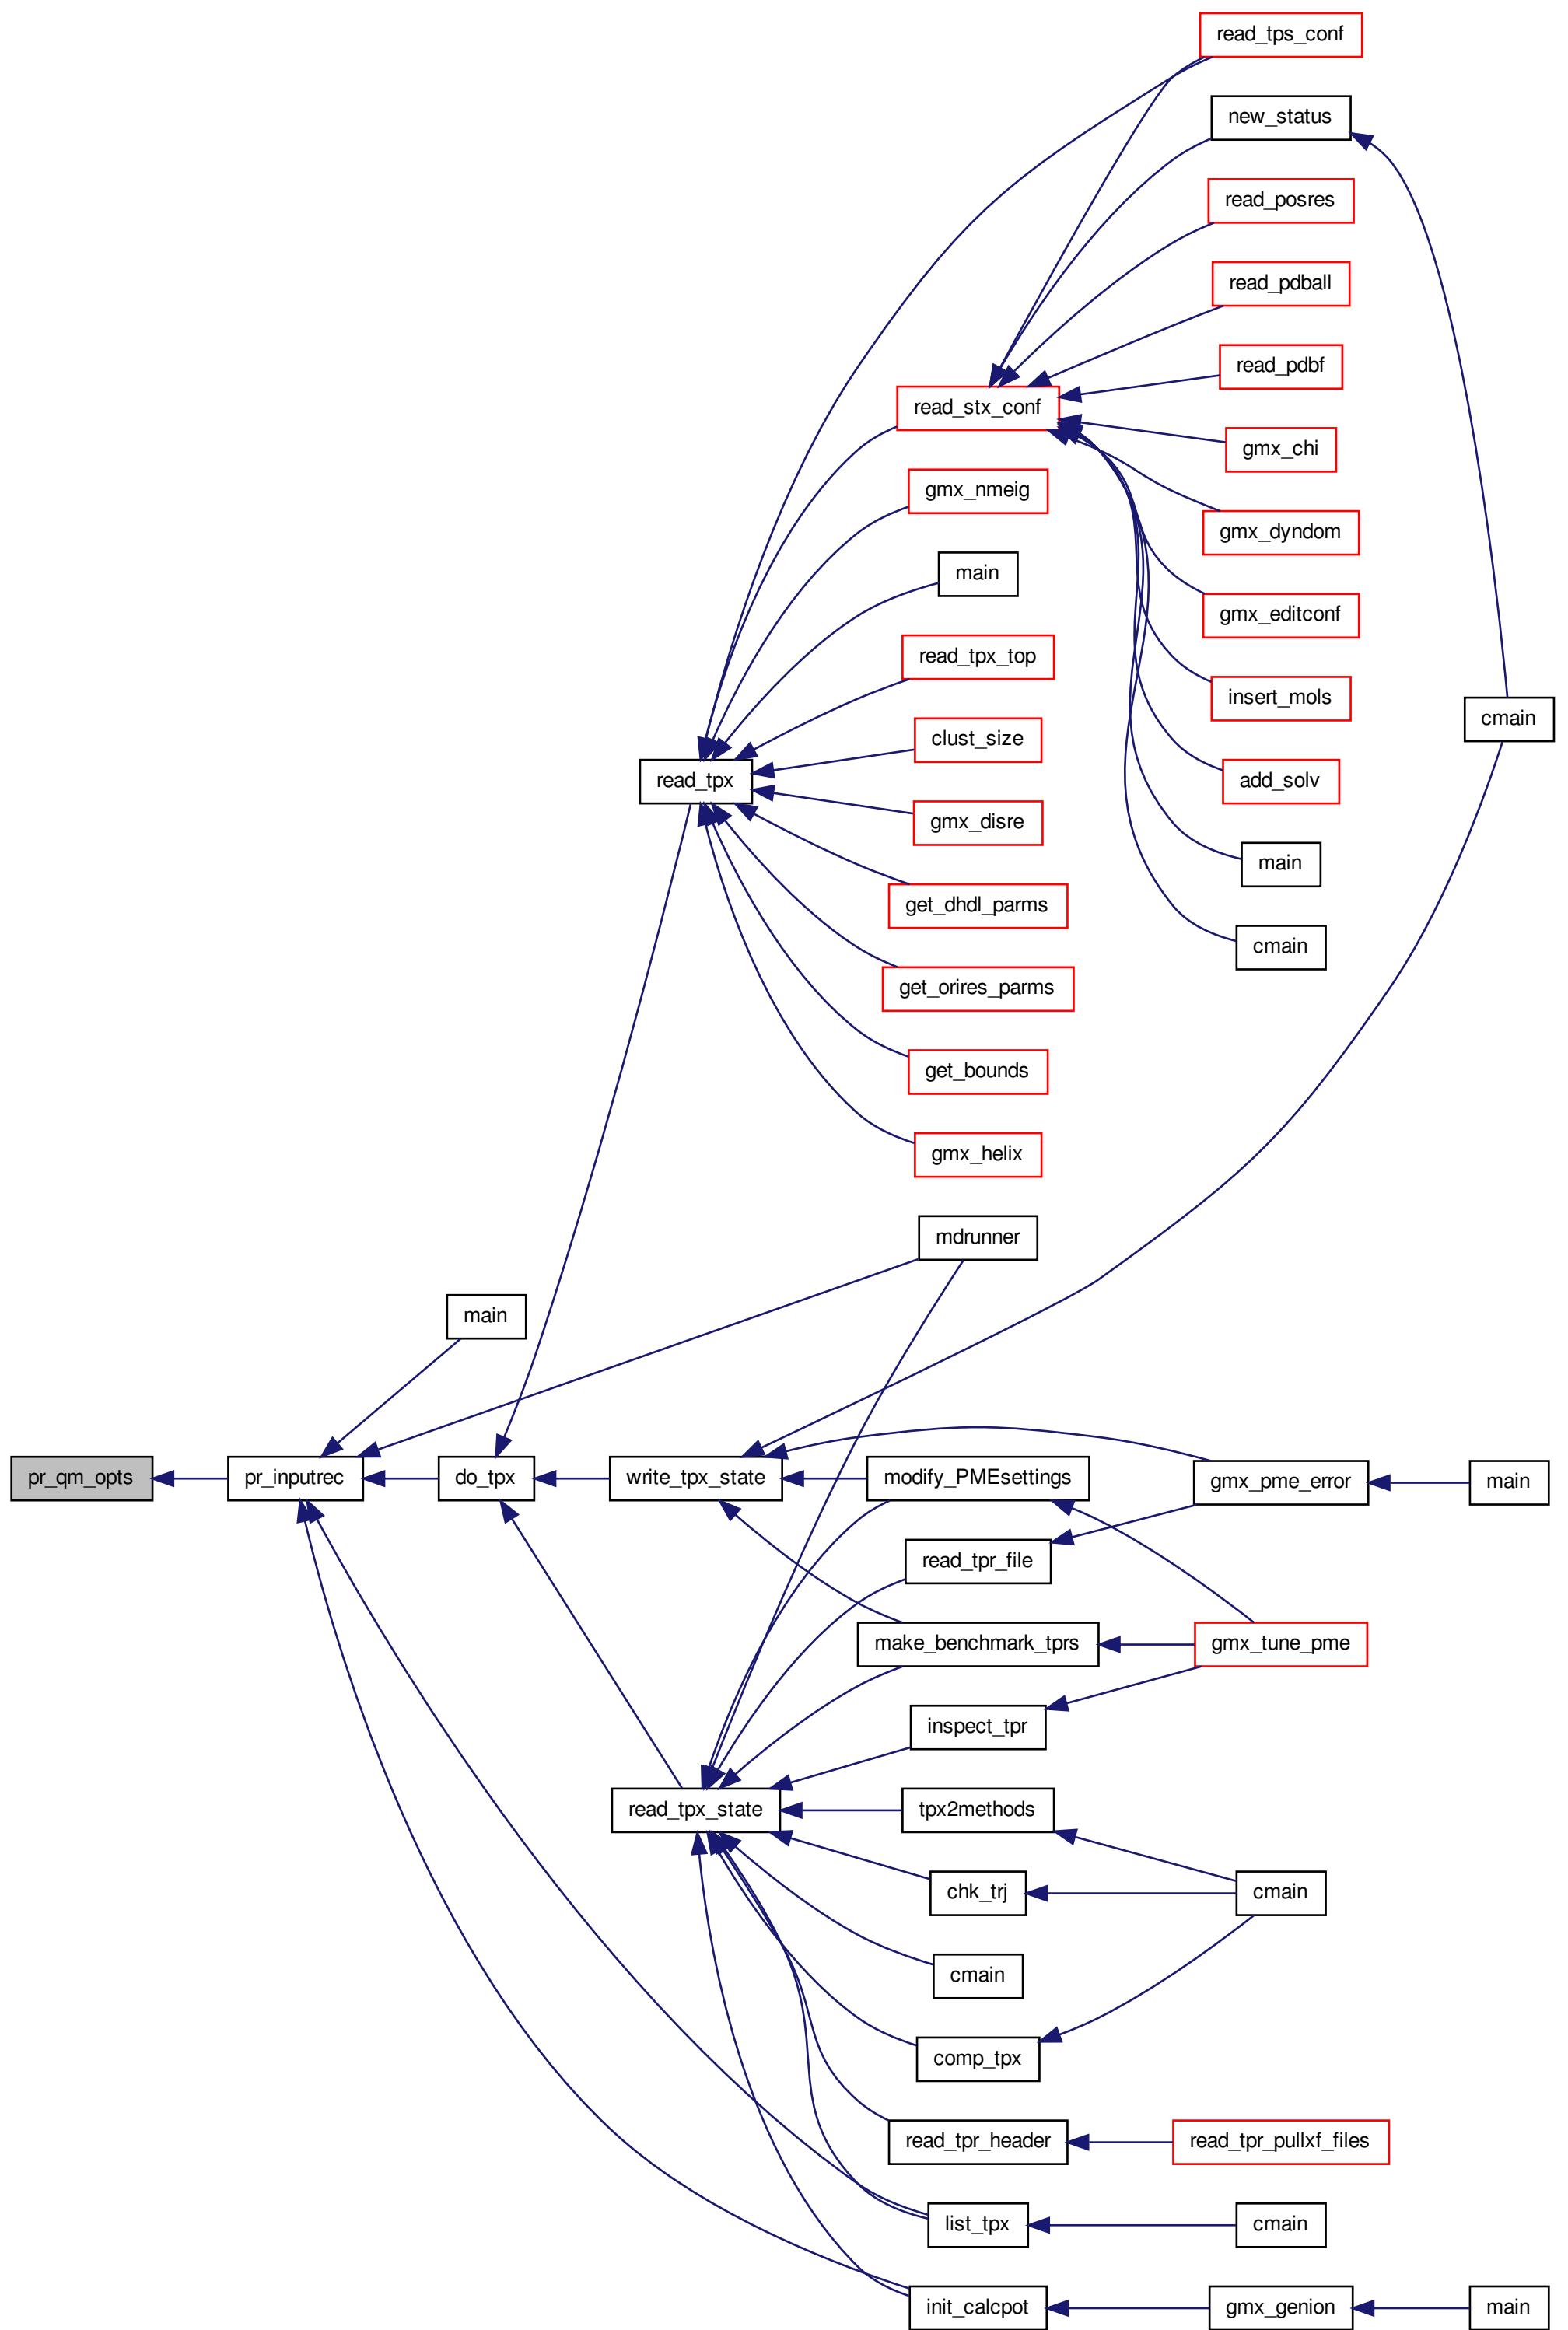 read_tps_conf
new_status
read_posres
read_pdball
read_pdbf
read_stx_conf
gmx_chi
gmx_nmeig
gmx_dyndom
main
gmx_editconf
read_tpx_top
insert_mols
cmain
clust_size
read_tpx
add_solv
gmx_disre
main
get_dhdl_parms
cmain
get_orires_parms
get_bounds
gmx_helix
mdrunner
main
pr_qm_opts
pr_inputrec
do_tpx
write_tpx_state
modify_PMEsettings
gmx_pme_error
main
read_tpr_file
make_benchmark_tprs
gmx_tune_pme
inspect_tpr
read_tpx_state
tpx2methods
chk_trj
cmain
cmain
comp_tpx
read_tpr_header
read_tpr_pullxf_files
list_tpx
cmain
init_calcpot
gmx_genion
main